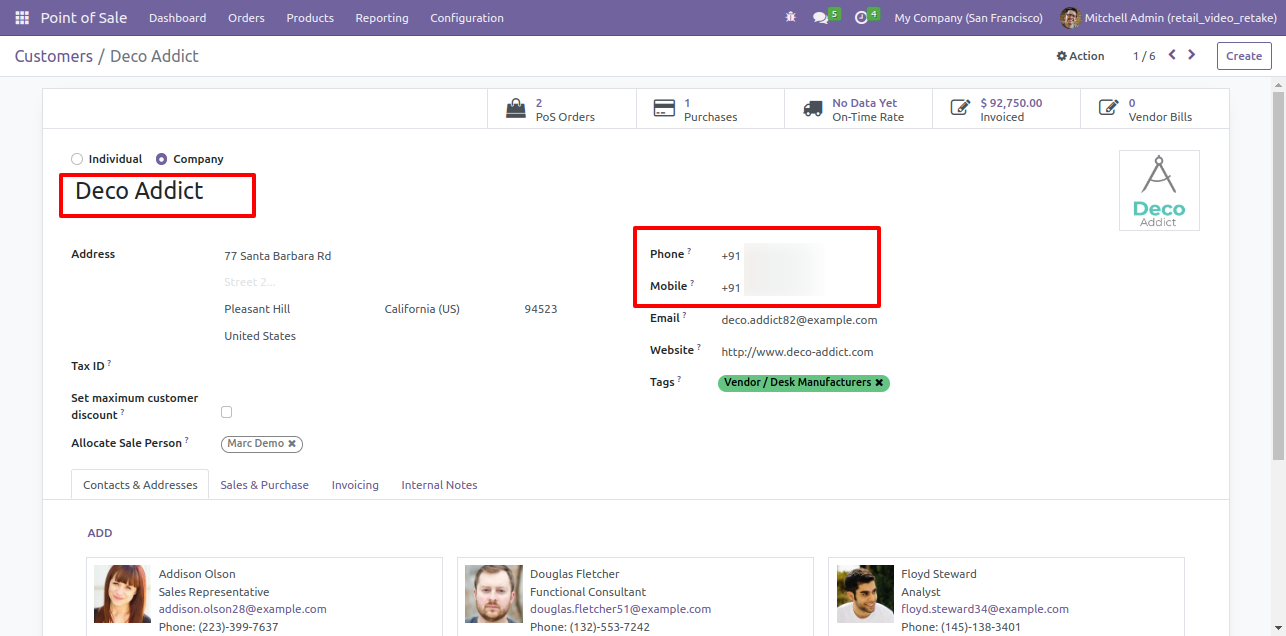 Point of Sale Dashboard Orders Products Reporting Configuration 5 4 My Company (San Francisco) Mitchell Admin (retail_video_retake)
Customers / Deco Addict Action 1 / 6 Create
2 PoS Orders
1 Purchases
No Data Yet On-Time Rate
$ 92,750.00 Invoiced
0 Vendor Bills
Individual Company
Deco Addict
Deco
Addict
Address 77 Santa Barbara Rd
Street 2...
Pleasant Hill California (US) 94523
United States
Tax ID ?
Set maximum customer
discount ?
Allocate Sale Person ? Marc Demo ✖
Phone ? +91
Mobile ? +91
Email ? deco.addict82@example.com
Website ? http://www.deco-addict.com
Tags ? Vendor / Desk Manufacturers ✖
Contacts & Addresses Sales & Purchase Invoicing Internal Notes
ADD
Addison Olson
Sales Representative
addison.olson28@example.com
Phone: (223)-399-7637
Douglas Fletcher
Functional Consultant
douglas.fletcher51@example.com
Phone: (132)-553-7242
Floyd Steward
Analyst
floyd.steward34@example.com
Phone: (145)-138-3401